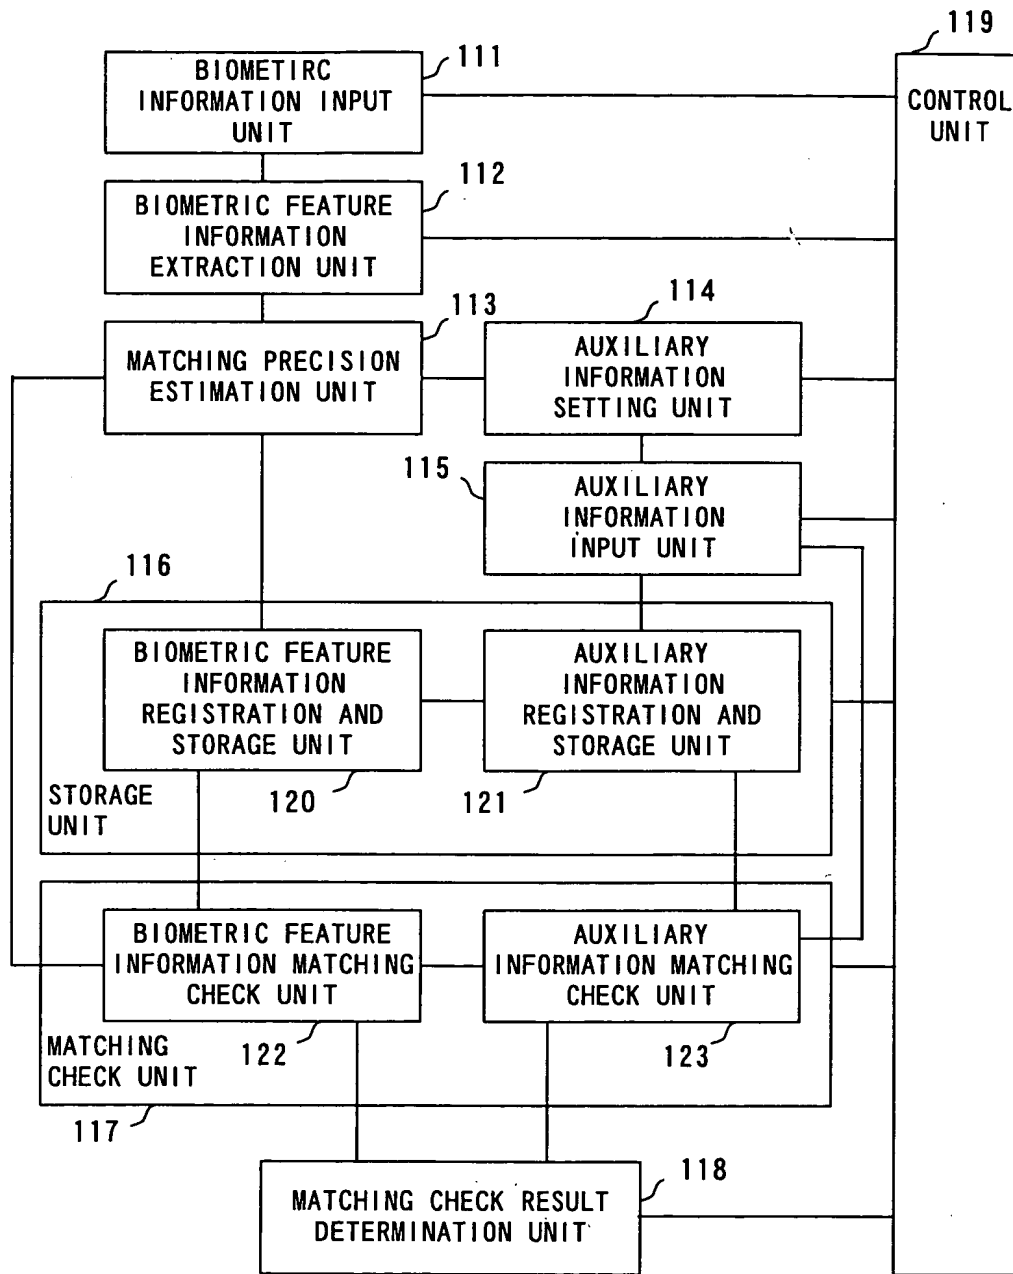 119
111
BIOMETIRC
INFORMATION INPUT
UNIT
CONTROL
UNIT
112
BIOMETRIC FEATURE
INFORMATION
EXTRACTION UNIT
113
114
MATCHING PRECISION
ESTIMATION UNIT
AUXILIARY
INFORMATION
SETTING UNIT
115
AUXILIARY
INFORMATION
INPUT UNIT
116
BIOMETRIC FEATURE
INFORMATION
REGISTRATION AND
STORAGE UNIT
AUXILIARY
INFORMATION
REGISTRATION AND
STORAGE UNIT
120
121
STORAGE
UNIT
BIOMETRIC FEATURE
INFORMATION MATCHING
CHECK UNIT
AUXILIARY
INFORMATION MATCHING
CHECK UNIT
122
123
MATCHING
CHECK UNIT
117
118
MATCHING CHECK RESULT
DETERMINATION UNIT